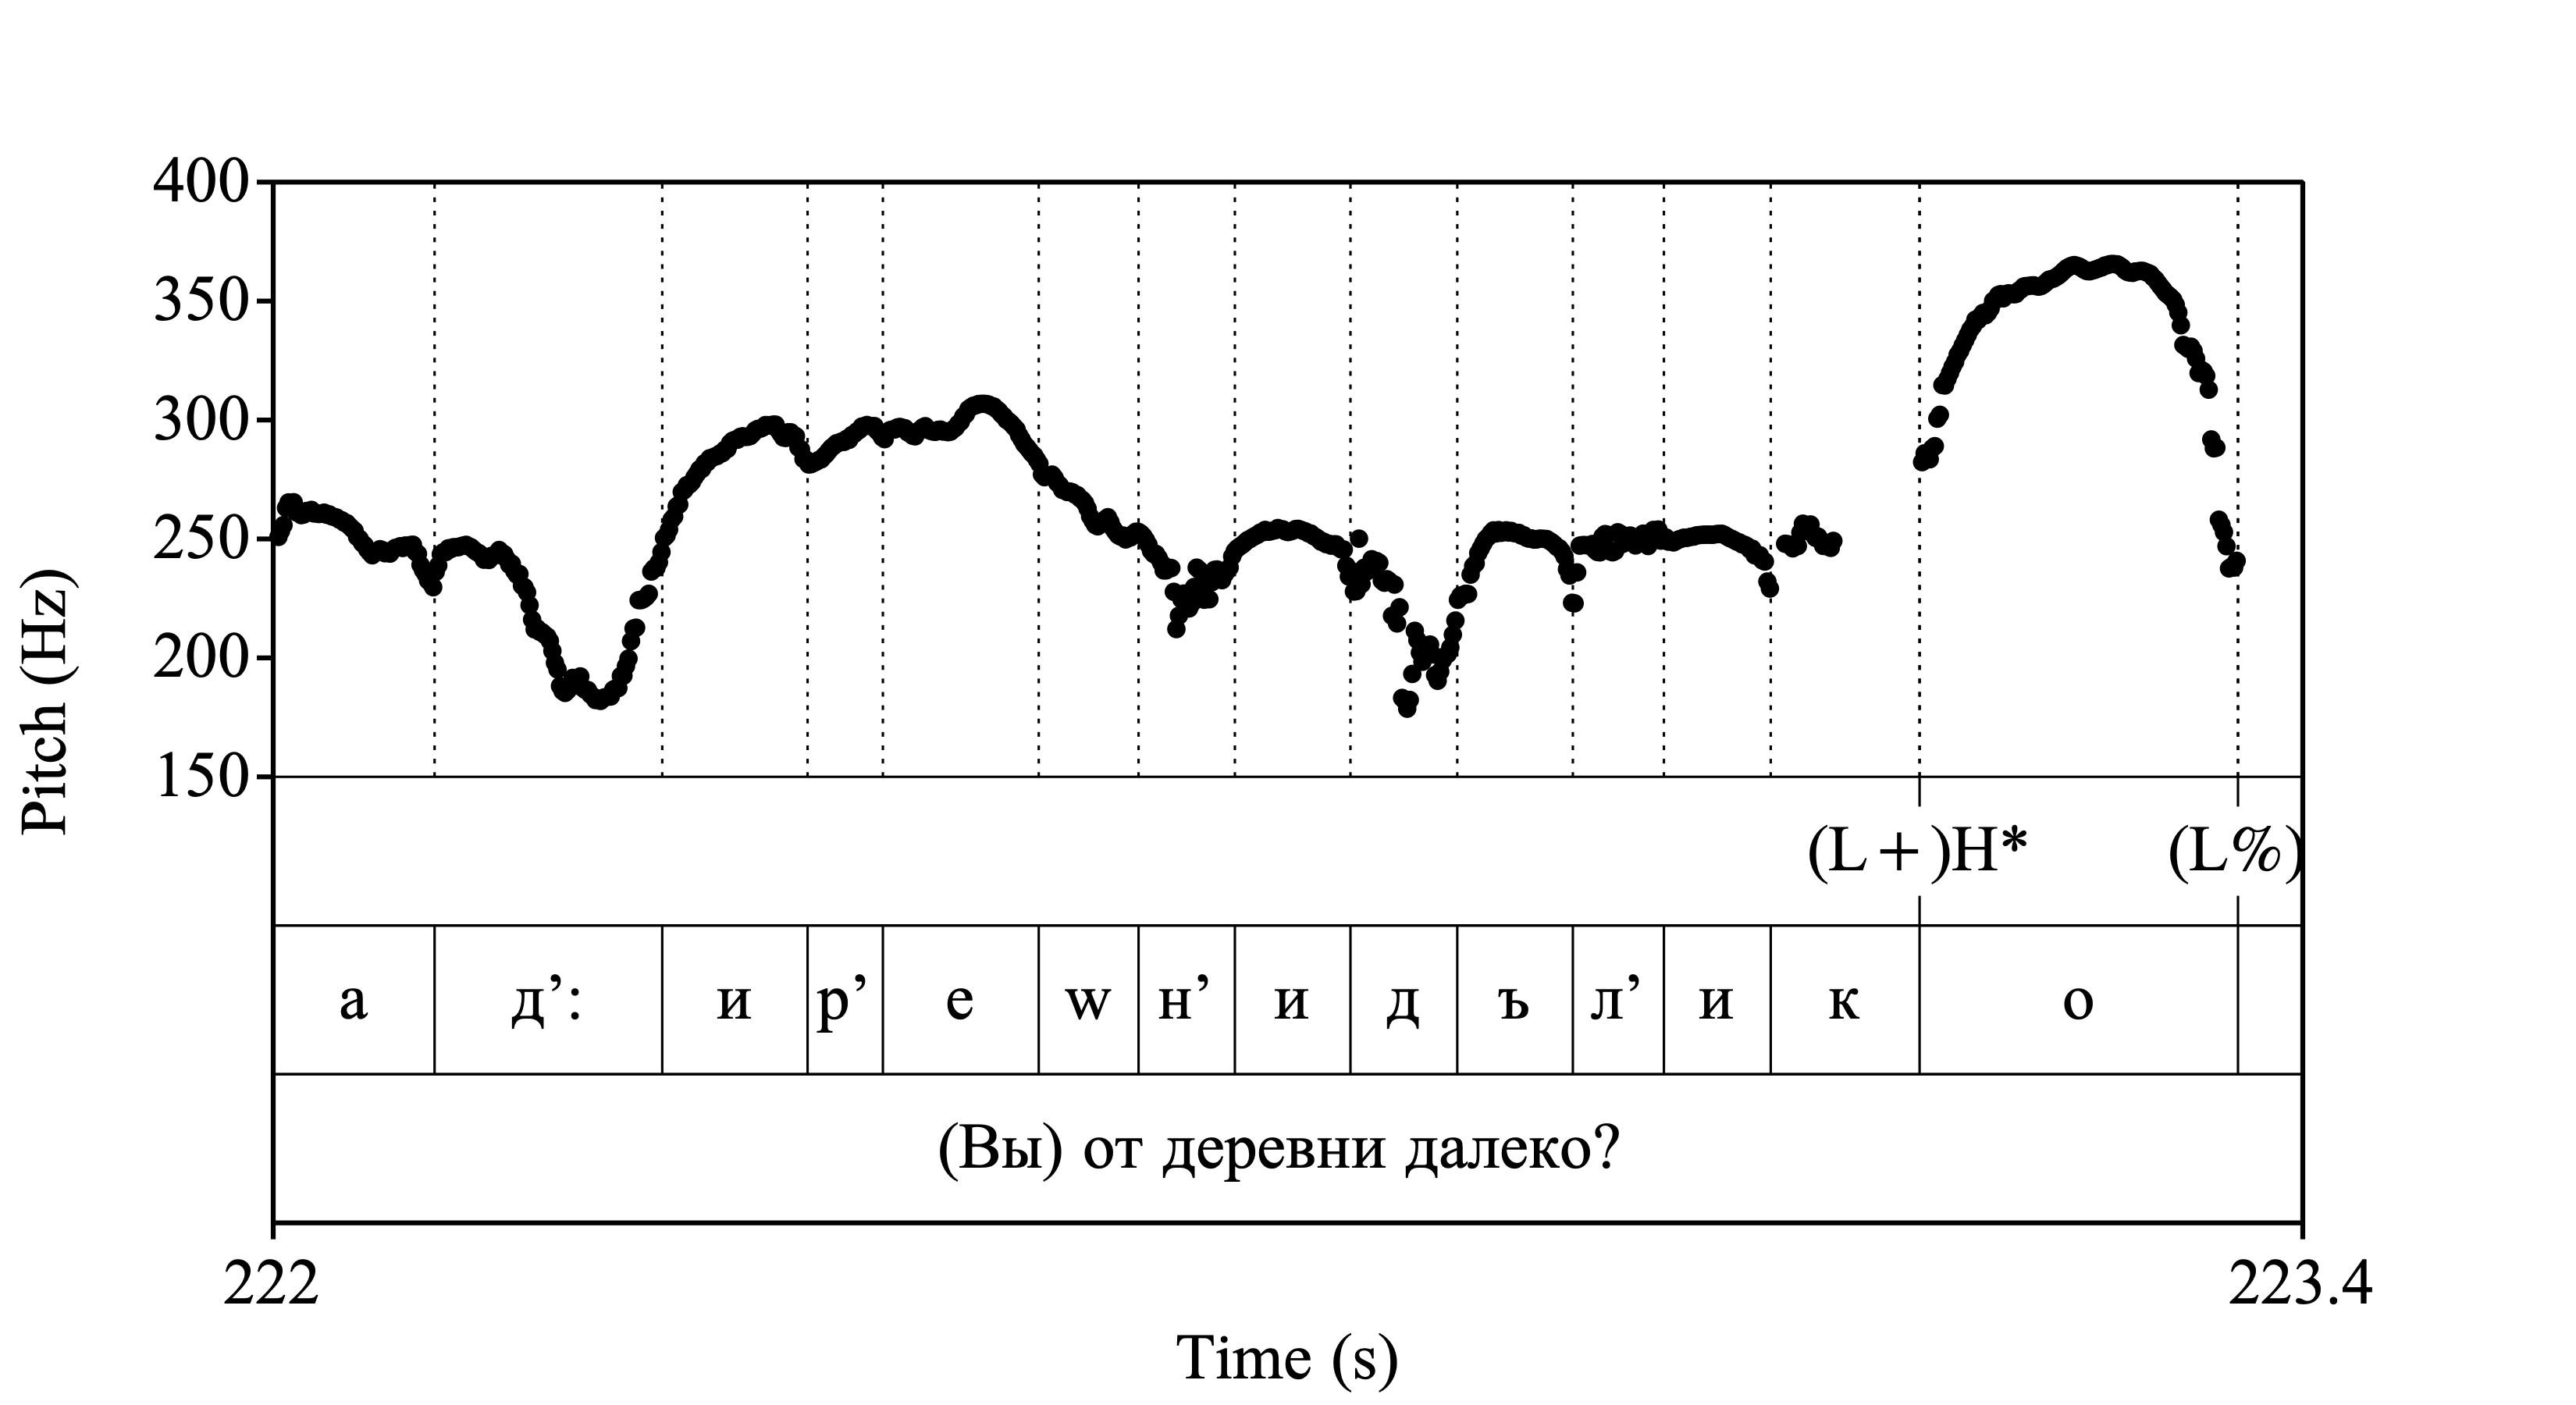 400
350
300
250
200
150
Pitch (Hz)
(L+)H* (L%)
а д’: и р’ е w н’ и д ъ л’ и к о
(Вы) от деревни далеко?
222 223.4
Time (s)